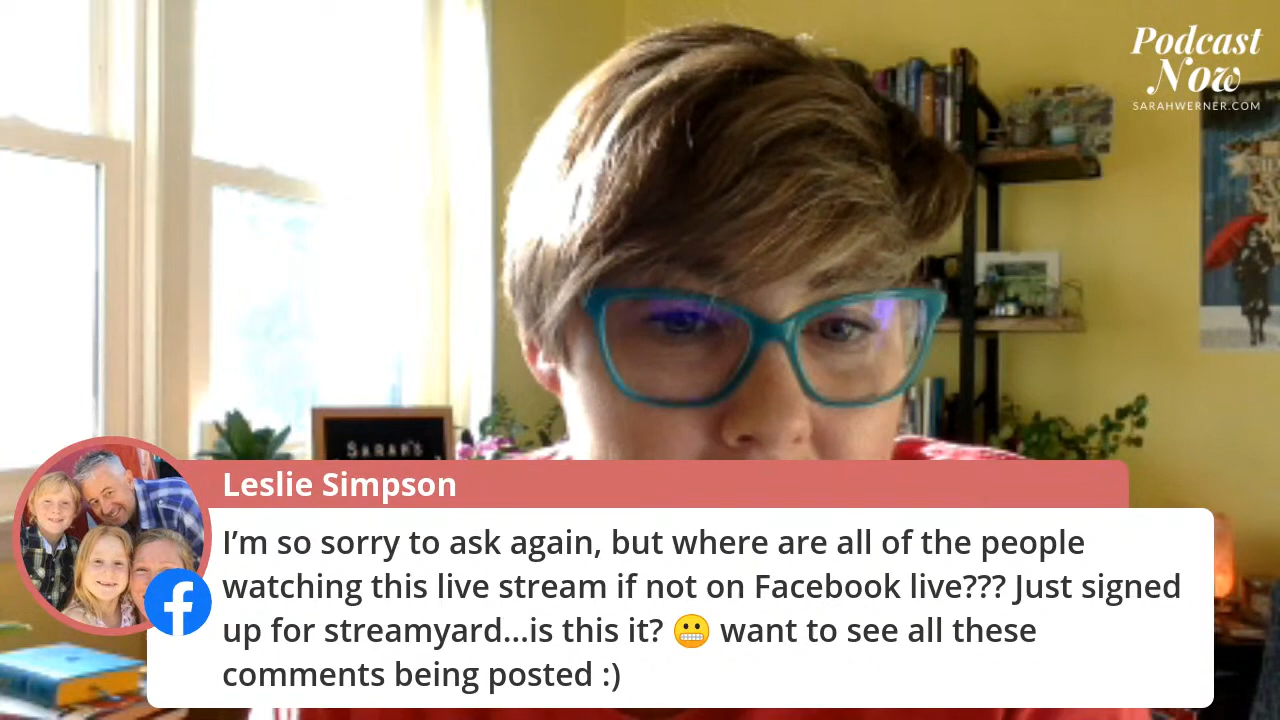 Podcast
Now
SARAHWERNER.COM
SARAH'S
Leslie Simpson
I’m so sorry to ask again, but where are all of the people
watching this live stream if not on Facebook live??? Just signed
up for streamyard...is this it? 😬 want to see all these
comments being posted :)